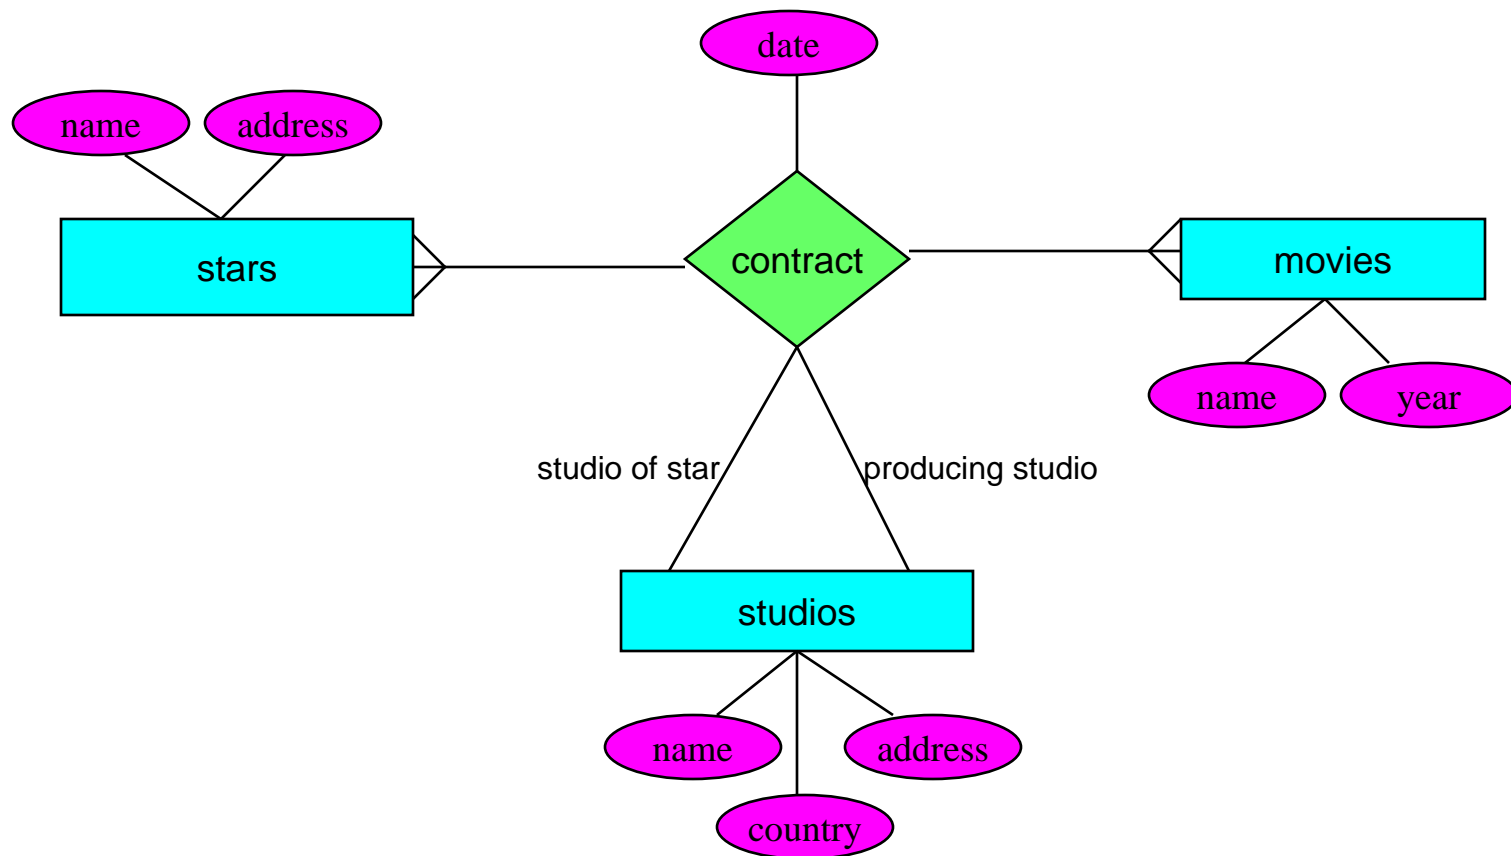 date
name
address
stars
contract
movies
name
year
studio of star
producing studio
studios
name
address
country